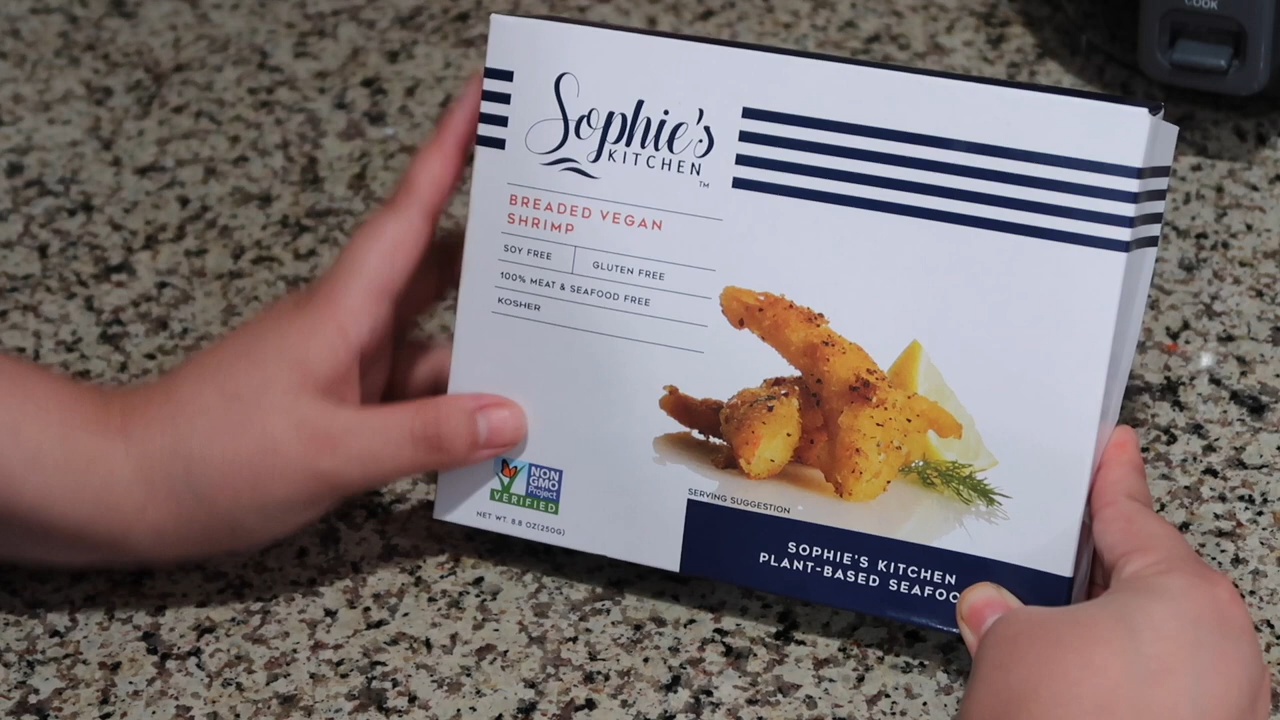 COOK
Sophie's
KITCHEN
TM
BREADED VEGAN
SHRIMP
SOY FREE
GLUTEN FREE
100% MEAT & SEAFOOD FREE
KOSHER
NON
GMO
Project
VERIFIED
NET WT. 8.8 OZ(250G)
SERVING SUGGESTION
SOPHIE'S KITCHEN
PLANT-BASED SEAFOO